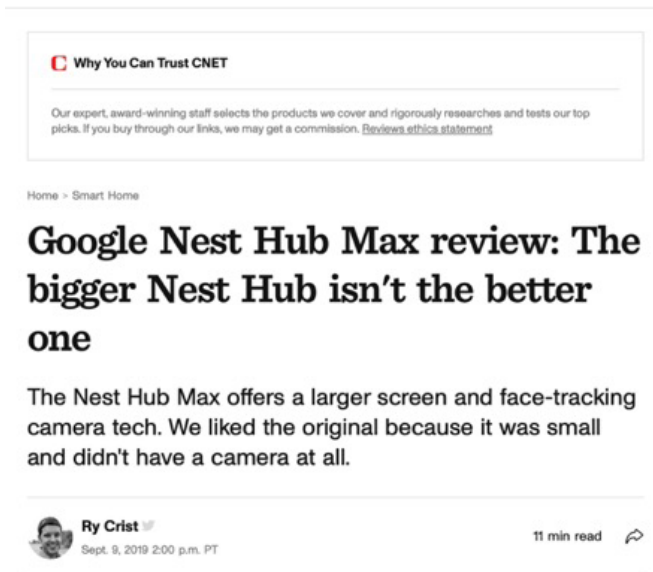 Why You Can Trust CNET
Our expert, award-winning staff selects the products we cover and rigorously researches and tests our top
picks. If you buy through our links, we may get a commission. Reviews ethics statement
Home > Smart Home
Google Nest Hub Max review: The
bigger Nest Hub isn't the better
one
The Nest Hub Max offers a larger screen and face-tracking
camera tech. We liked the original because it was small
and didn't have a camera at all.
Ry Crist
11 min read
Sept. 9, 2019 2:00 p.m. PT